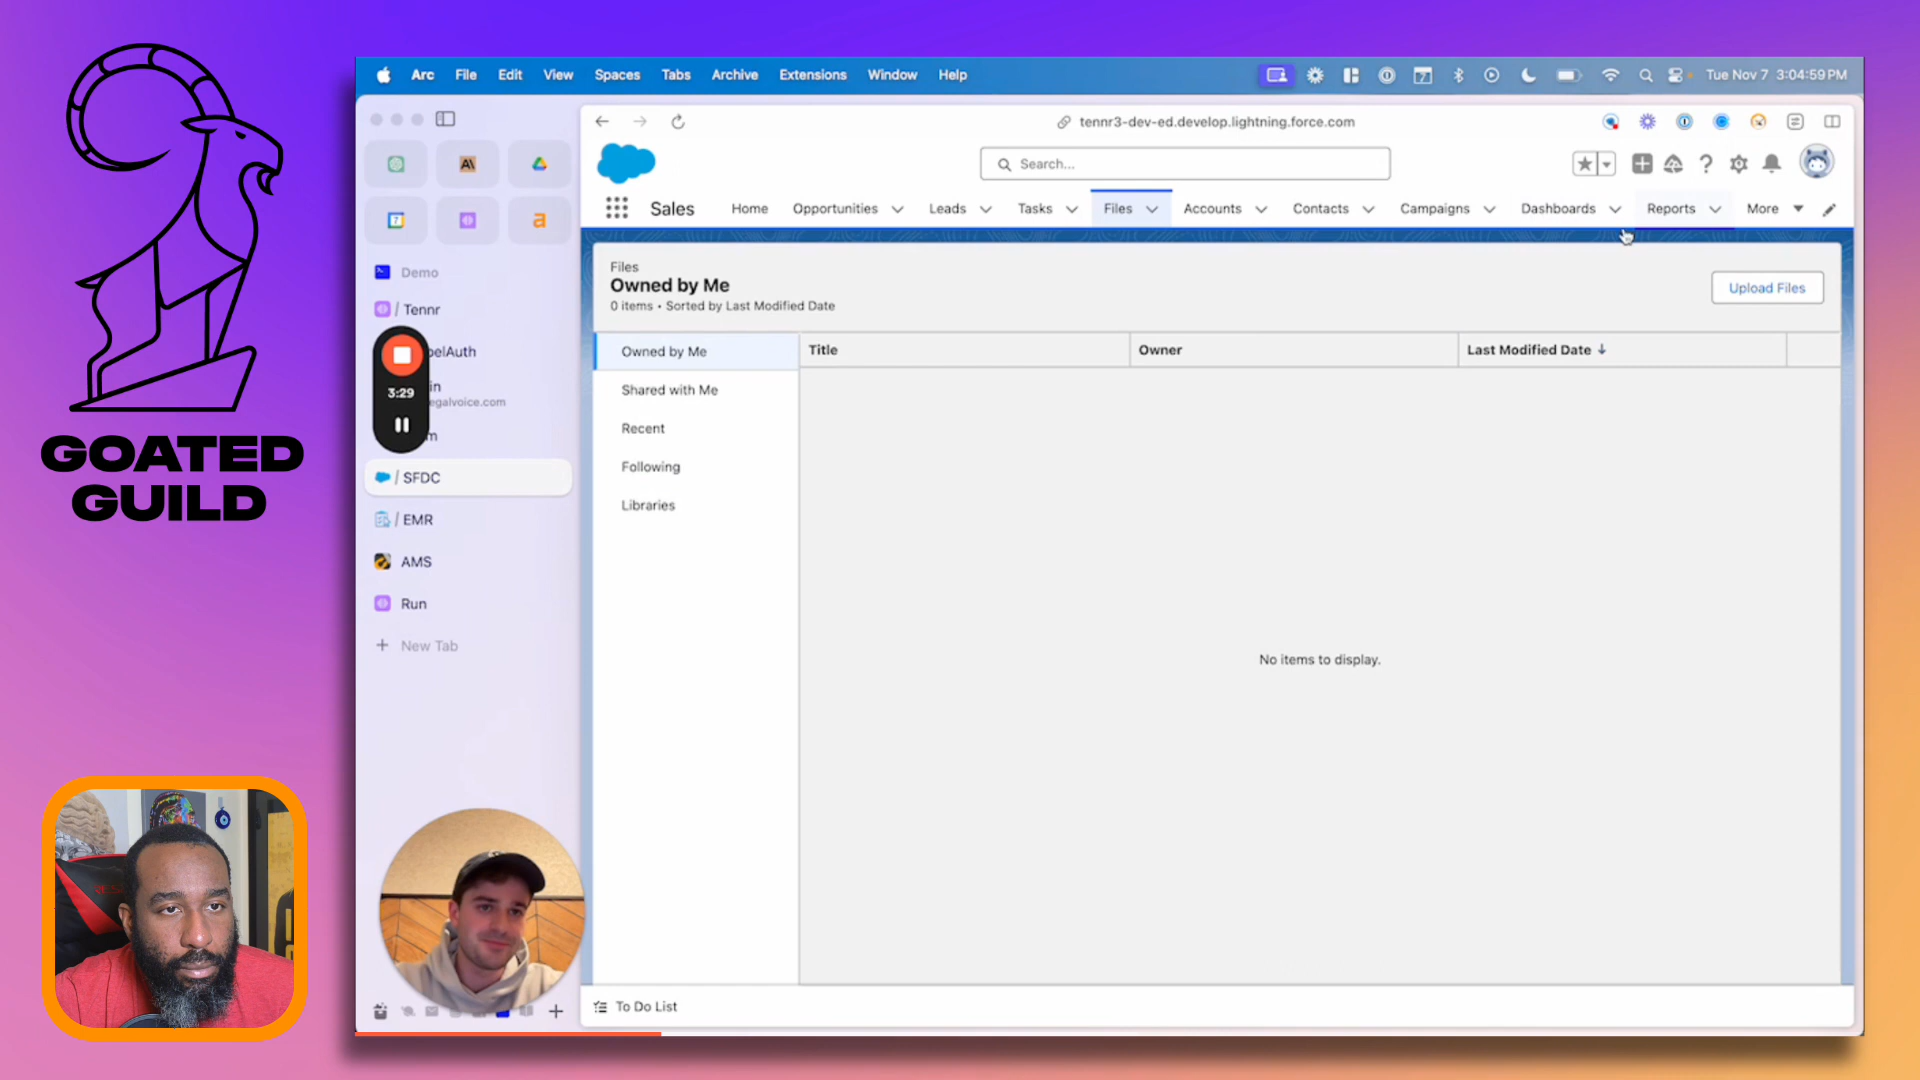 GOATED
GUILD
Arc File Edit View Spaces Tabs Archive Extensions Window Help
7
Tue Nov 7 3:04:59 PM
tennr3-dev-ed.develop.lightning.force.com
Search...
Sales Home Opportunities Leads Tasks Files Accounts Contacts Campaigns Dashboards Reports More
A\
7
a
Demo
/ Tennr
elAuth
in
egalvoice.com
m
3:29
/ SFDC
/ EMR
AMS
Run
+ New Tab
Files
Owned by Me
0 items • Sorted by Last Modified Date
Upload Files
Owned by Me
Shared with Me
Recent
Following
Libraries
Title Owner Last Modified Date ↓
No items to display.
To Do List